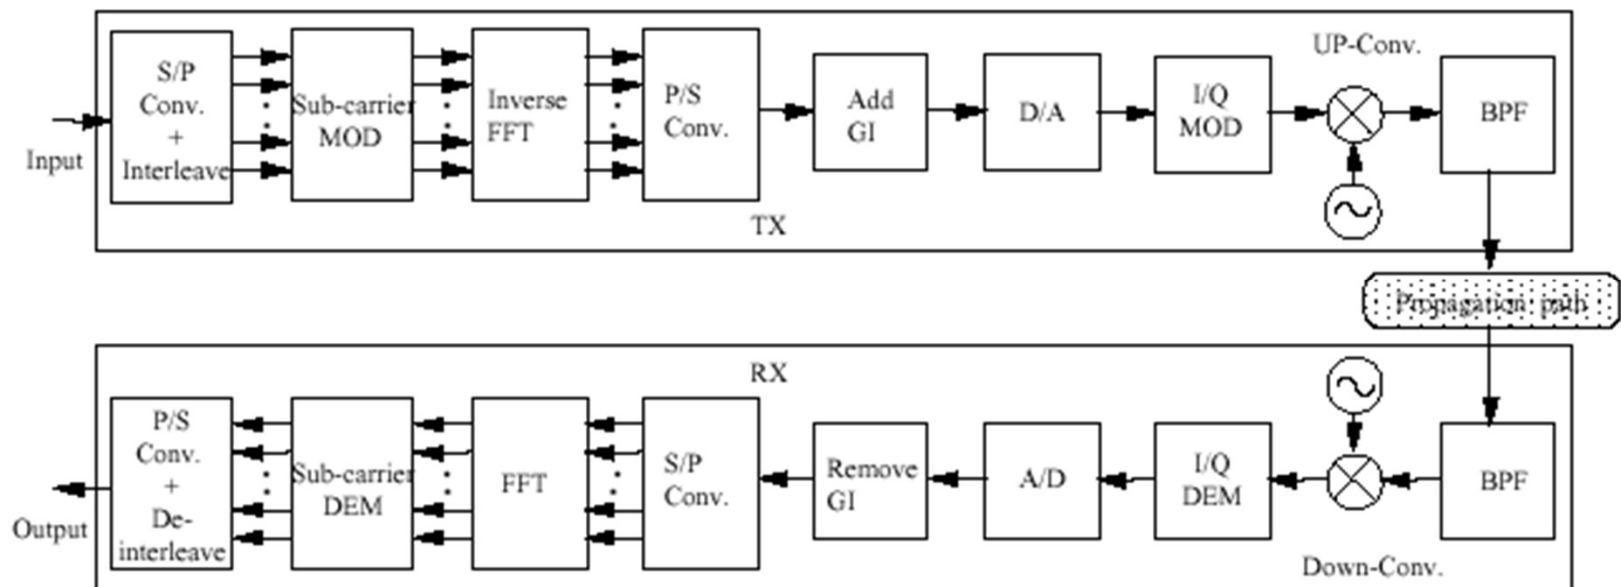 Input
S/P
Conv.
+
Interleave
Sub-carrier
MOD
Inverse
FFT
P/S
Conv.
Add
GI
D/A
I/Q
MOD
UP-Conv.
BPF
TX
Propagation path
RX
BPF
Down-Conv.
I/Q
DEM
A/D
Remove
GI
S/P
Conv.
FFT
Sub-carrier
DEM
P/S
Conv.
+
De-
interleave
Output